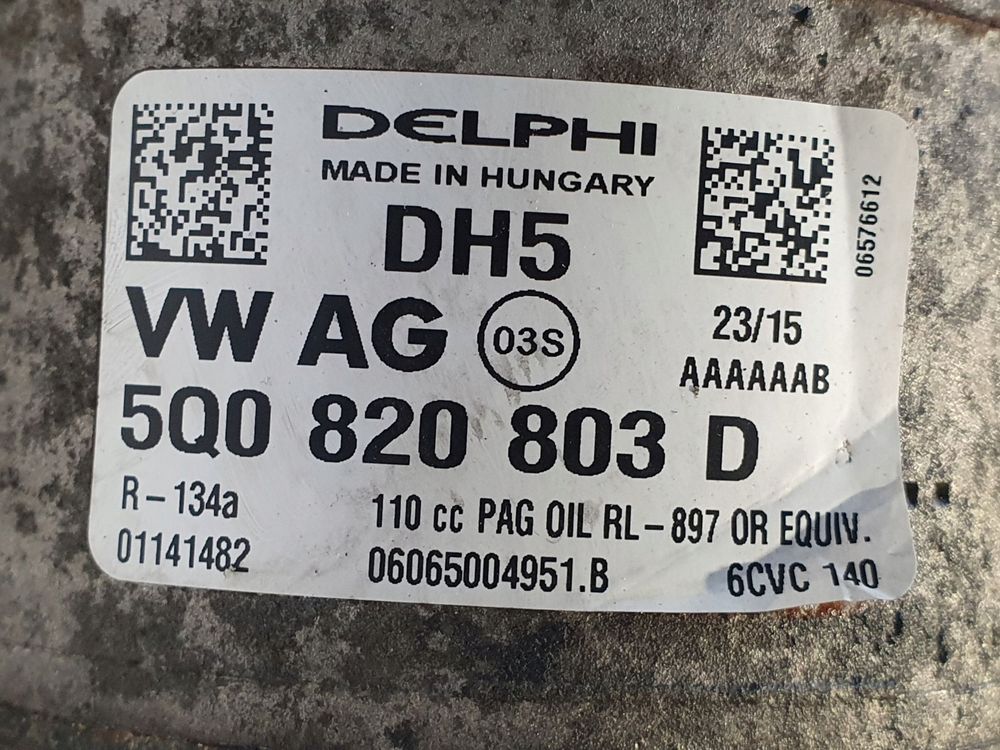 DELPHI
MADE IN HUNGARY
DH5
06576612
VW AG 03S
23/15
AAAAAAB
5Q0 820 803 D
R-134a
110 cc PAG OIL RL-897 OR EQUIV.
01141482
06065004951.B
6CVC 140